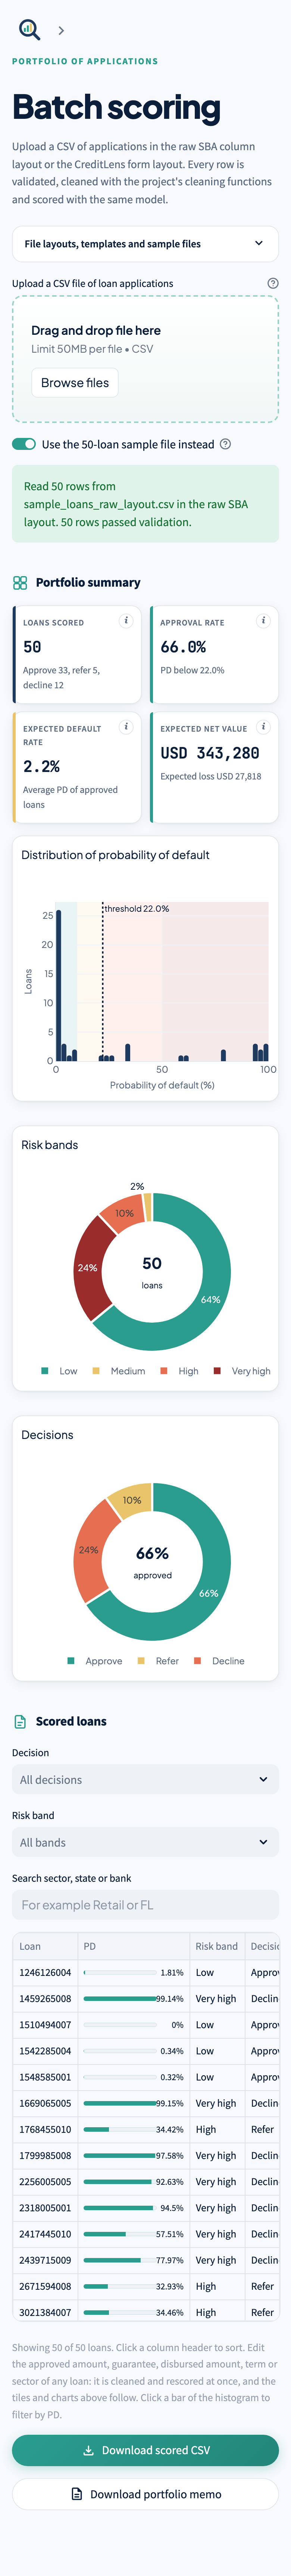 PORTFOLIO OF APPLICATIONS
Batch scoring
Upload a CSV of applications in the raw SBA column
layout or the CreditLens form layout. Every row is
validated, cleaned with the project's cleaning functions
and scored with the same model.
File layouts, templates and sample files
Upload a CSV file of loan applications
Drag and drop file here
Limit 50MB per file • CSV
Browse files
Use the 50-loan sample file instead
Read 50 rows from
sample_loans_raw_layout.csv in the raw SBA
layout. 50 rows passed validation.
Portfolio summary
LOANS SCORED i
50
Approve 33, refer 5,
decline 12
APPROVAL RATE i
66.0%
PD below 22.0%
EXPECTED DEFAULT
RATE i
2.2%
Average PD of approved
loans
EXPECTED NET VALUE i
USD 343,280
Expected loss USD 27,818
Distribution of probability of default
threshold 22.0%
25
20
15
10
5
0
Loans
0 50 100
Probability of default (%)
Risk bands
2%
10%
24%
64%
50
loans
Low Medium High Very high
Decisions
10%
24%
66%
66%
approved
Approve Refer Decline
Scored loans
Decision
All decisions
Risk band
All bands
Search sector, state or bank
For example Retail or FL
Loan PD Risk band Decisi
1246126004 1.81% Low Approv
1459265008 99.14% Very high Declin
1510494007 0% Low Approv
1542285004 0.34% Low Approv
1548585001 0.32% Low Approv
1669065005 99.15% Very high Declin
1768455010 34.42% High Refer
1799985008 97.58% Very high Declin
2256005005 92.63% Very high Declin
2318005001 94.5% Very high Declin
2417445010 57.51% Very high Declin
2439715009 77.97% Very high Declin
2671594008 32.93% High Refer
3021384007 34.46% High Refer
Showing 50 of 50 loans. Click a column header to sort. Edit
the approved amount, guarantee, disbursed amount, term or
sector of any loan: it is cleaned and rescored at once, and the
tiles and charts above follow. Click a bar of the histogram to
filter by PD.
Download scored CSV
Download portfolio memo